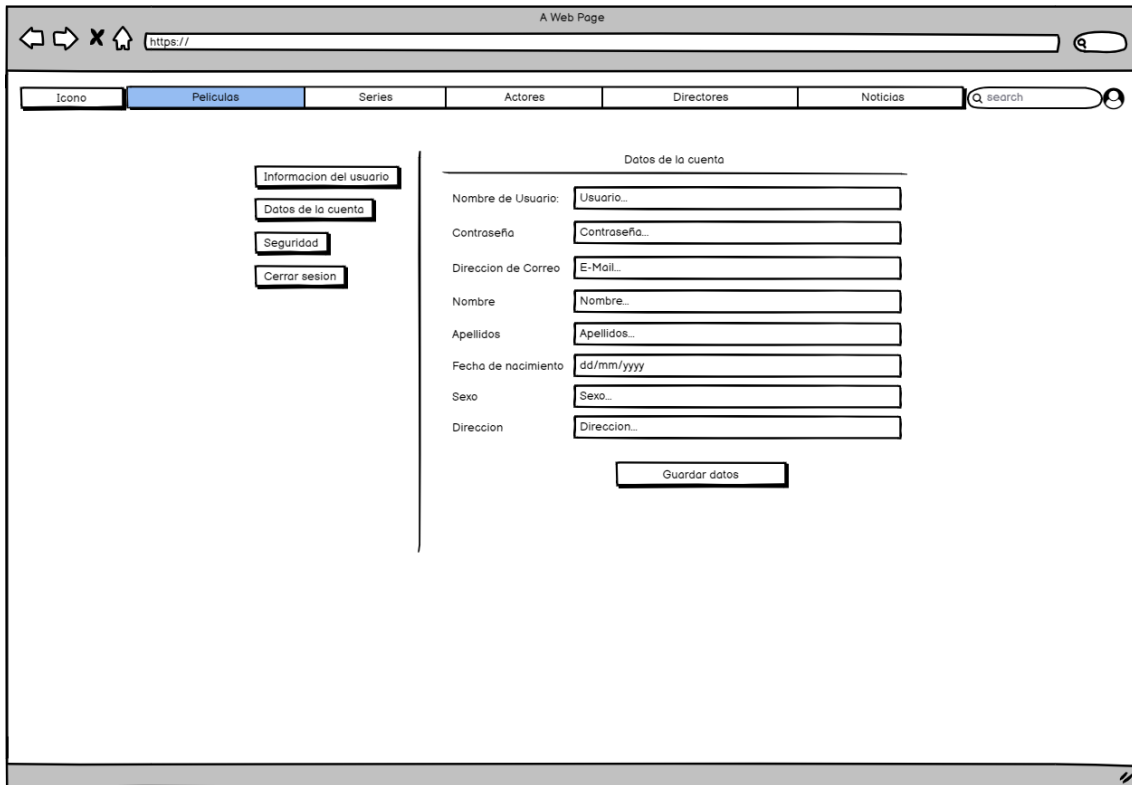 A Web Page
https://
Icono Peliculas Series Actores Directores Noticias search
Informacion del usuario
Datos de la cuenta
Seguridad
Cerrar sesion
Datos de la cuenta
Nombre de Usuario: Usuario...
Contraseña Contraseña...
Direccion de Correo E-Mail...
Nombre Nombre...
Apellidos Apellidos...
Fecha de nacimiento dd/mm/yyyy
Sexo Sexo...
Direccion Direccion...
Guardar datos